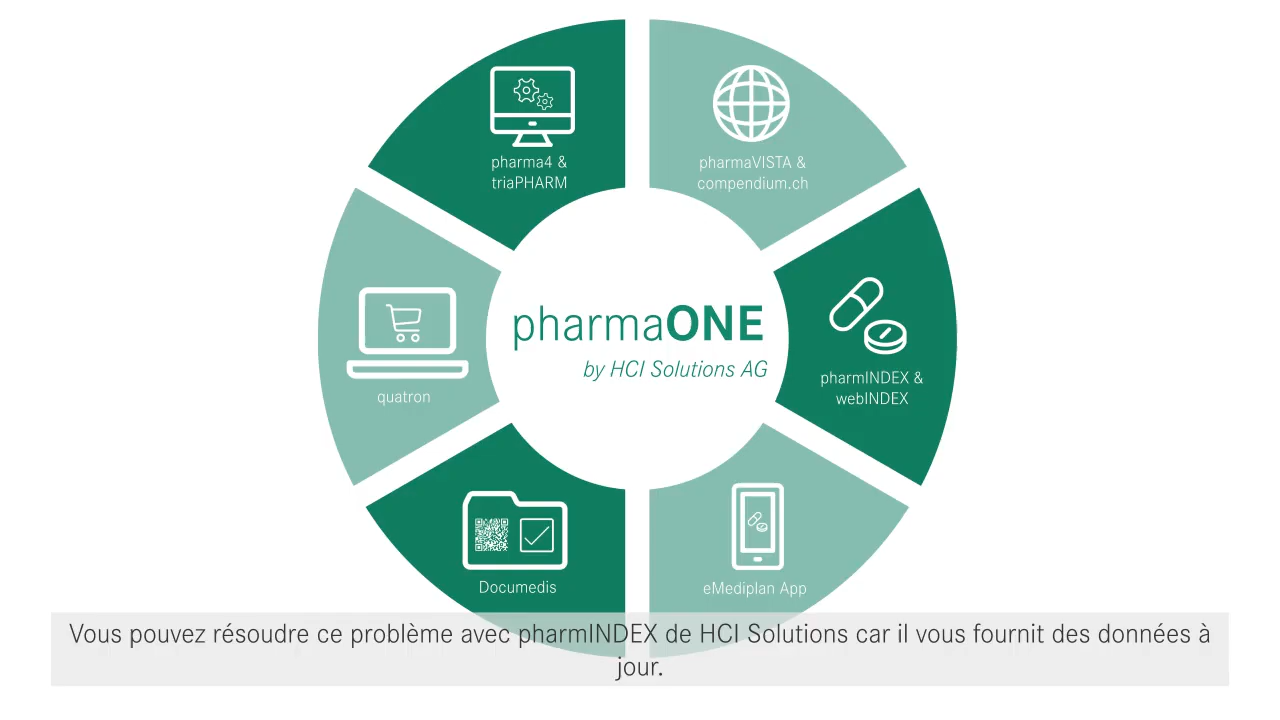 pharma4 &
triaPHARM
pharmaVISTA &
compendium.ch
quatron
pharmaONE
by HCI Solutions AG
pharmINDEX &
webINDEX
Documedis
eMediplan App
Vous pouvez résoudre ce problème avec pharmINDEX de HCI Solutions car il vous fournit des données à
jour.